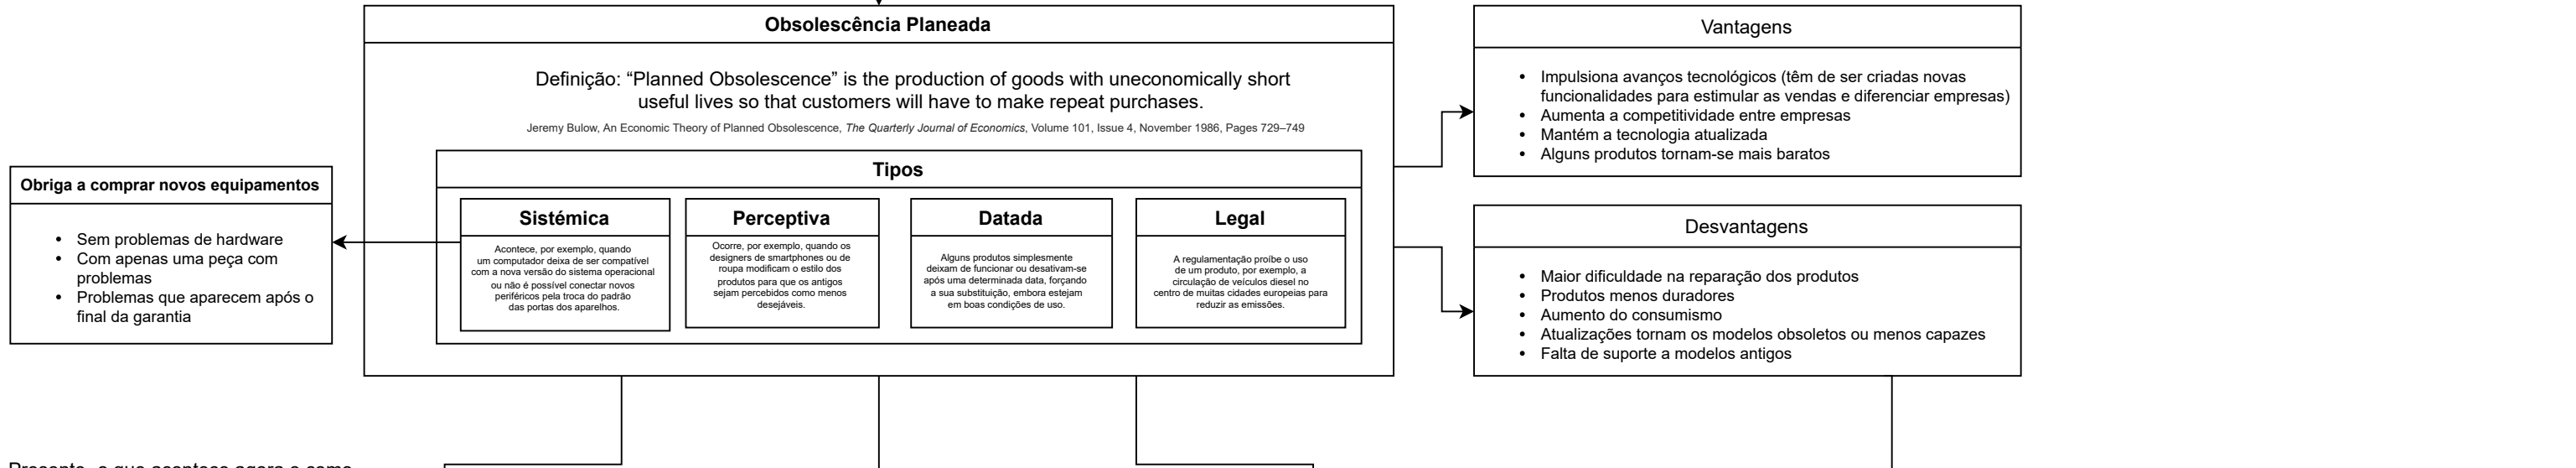 Obsolescência Planeada
Definição: “Planned Obsolescence” is the production of goods with uneconomically short
useful lives so that customers will have to make repeat purchases.
Jeremy Bulow, An Economic Theory of Planned Obsolescence, The Quarterly Journal of Economics, Volume 101, Issue 4, November 1986, Pages 729–749
Tipos
Sistémica
Acontece, por exemplo, quando
um computador deixa de ser compatível
com a nova versão do sistema operacional
ou não é possível conectar novos
periféricos pela troca do padrão
das portas dos aparelhos.
Perceptiva
Ocorre, por exemplo, quando os
designers de smartphones ou de
roupa modificam o estilo dos
produtos para que os antigos
sejam percebidos como menos
desejáveis.
Datada
Alguns produtos simplesmente
deixam de funcionar ou desativam-se
após uma determinada data, forçando
a sua substituição, embora estejam
em boas condições de uso.
Legal
A regulamentação proíbe o uso
de um produto, por exemplo, a
circulação de veículos diesel no
centro de muitas cidades europeias para
reduzir as emissões.
Obriga a comprar novos equipamentos
• Sem problemas de hardware
• Com apenas uma peça com
problemas
• Problemas que aparecem após o
final da garantia
Vantagens
• Impulsiona avanços tecnológicos (têm de ser criadas novas
funcionalidades para estimular as vendas e diferenciar empresas)
• Aumenta a competitividade entre empresas
• Mantém a tecnologia atualizada
• Alguns produtos tornam-se mais baratos
Desvantagens
• Maior dificuldade na reparação dos produtos
• Produtos menos duradores
• Aumento do consumismo
• Atualizações tornam os modelos obsoletos ou menos capazes
• Falta de suporte a modelos antigos